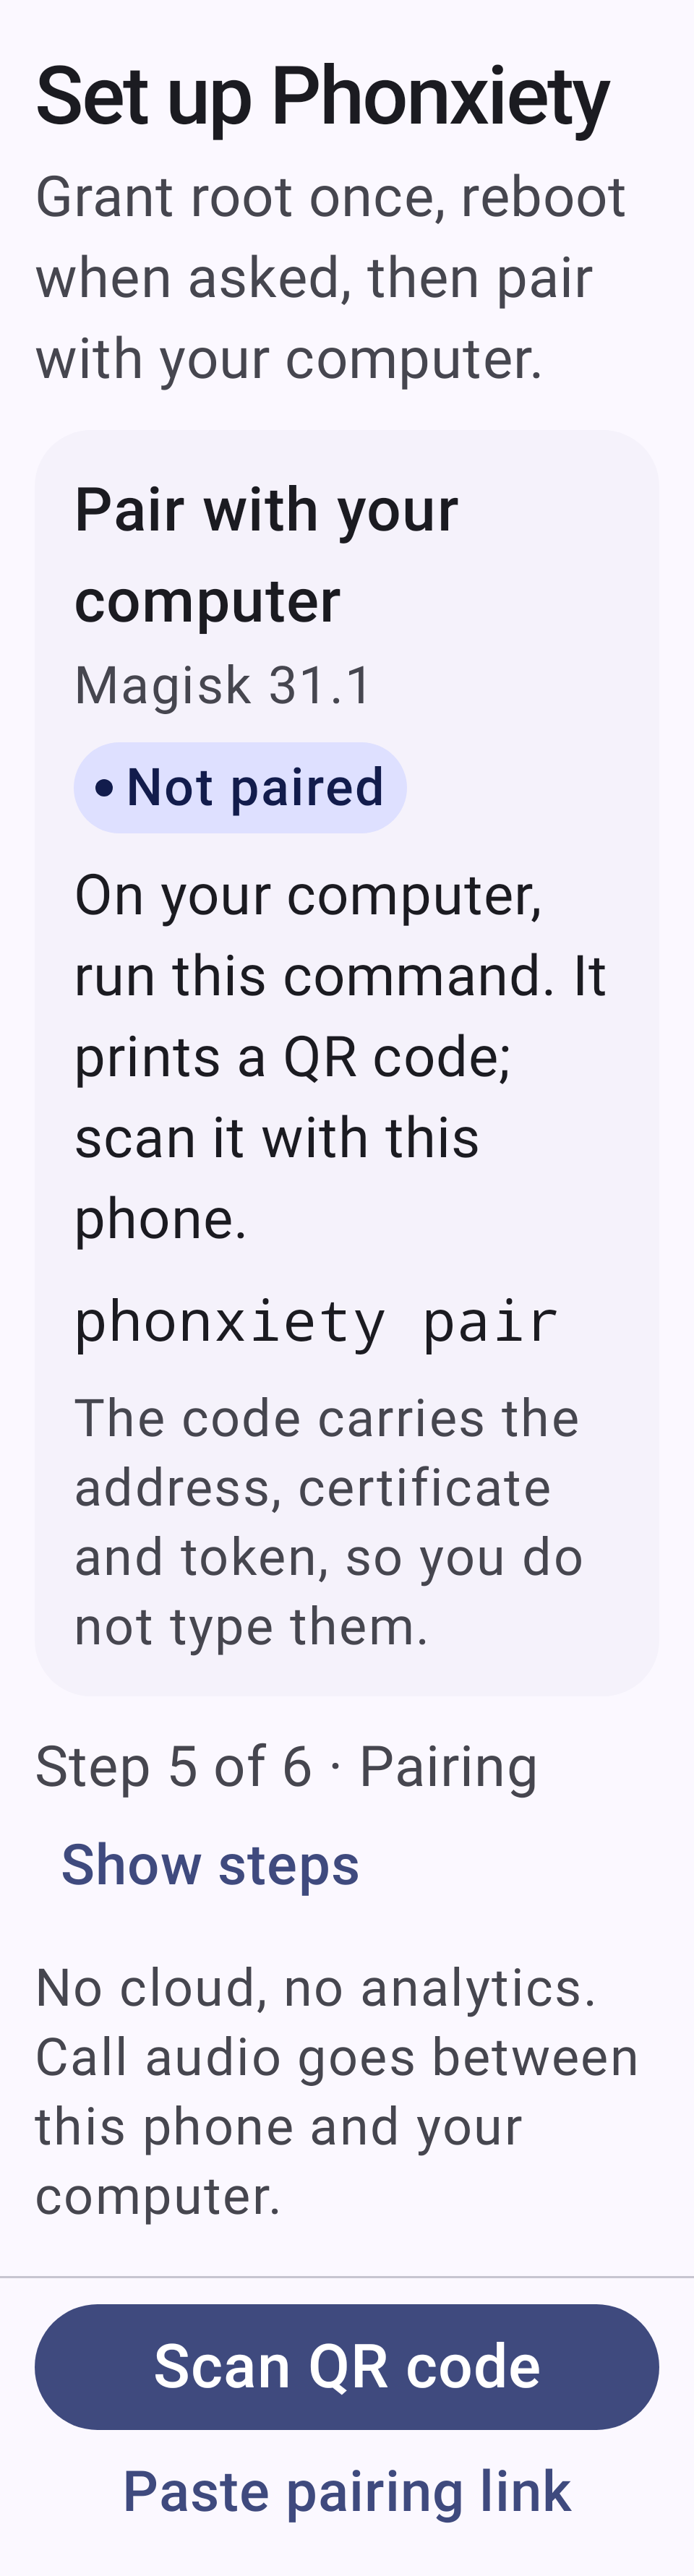 Set up Phonxiety
Grant root once, reboot
when asked, then pair
with your computer.
Pair with your
computer
Magisk 31.1
• Not paired
On your computer,
run this command. It
prints a QR code;
scan it with this
phone.
phonxiety pair
The code carries the
address, certificate
and token, so you do
not type them.
Step 5 of 6 · Pairing
Show steps
No cloud, no analytics.
Call audio goes between
this phone and your
computer.
Scan QR code
Paste pairing link